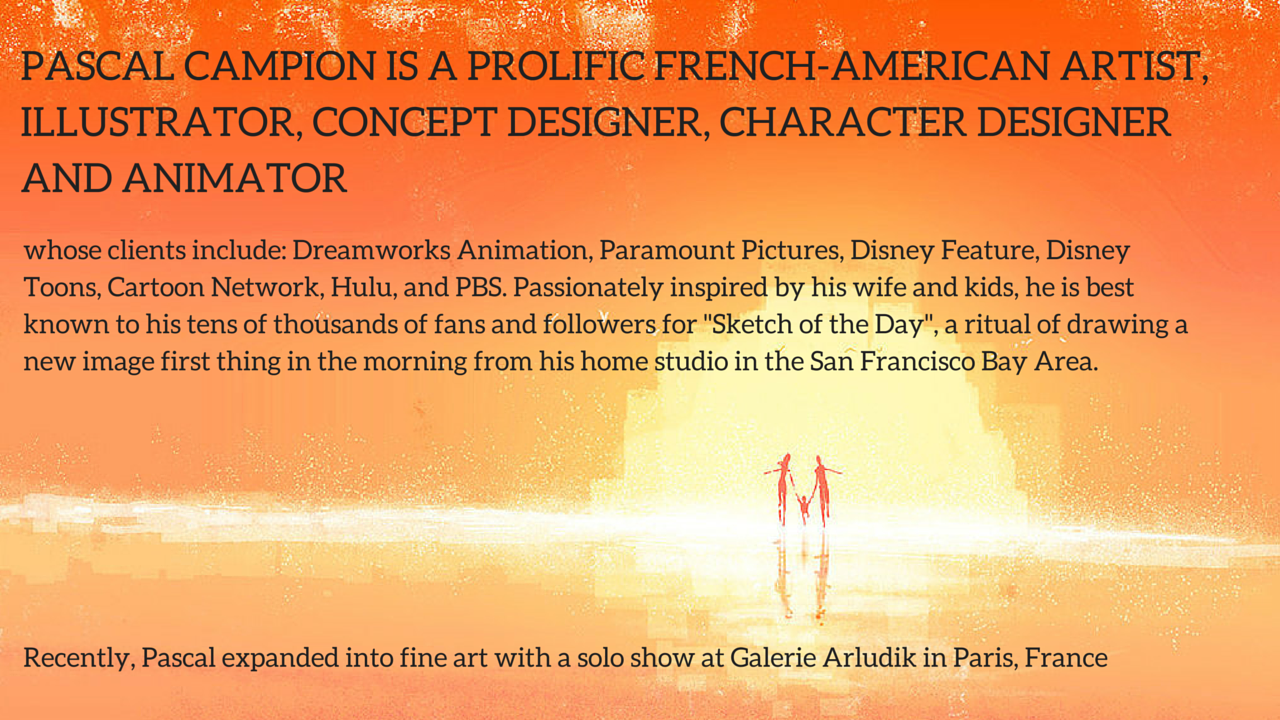 PASCAL CAMPION IS A PROLIFIC FRENCH-AMERICAN ARTIST,
ILLUSTRATOR, CONCEPT DESIGNER, CHARACTER DESIGNER
AND ANIMATOR
whose clients include: Dreamworks Animation, Paramount Pictures, Disney Feature, Disney
Toons, Cartoon Network, Hulu, and PBS. Passionately inspired by his wife and kids, he is best
known to his tens of thousands of fans and followers for "Sketch of the Day", a ritual of drawing a
new image first thing in the morning from his home studio in the San Francisco Bay Area.
Recently, Pascal expanded into fine art with a solo show at Galerie Arludik in Paris, France